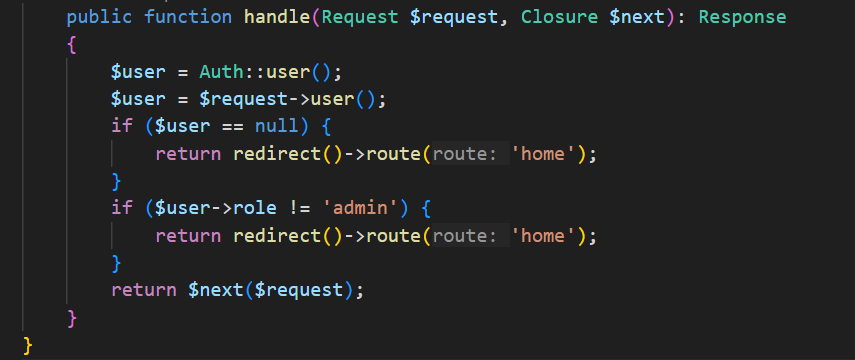 public function handle(Request $request, Closure $next): Response
{
$user = Auth::user();
$user = $request->user();
if ($user == null) {
return redirect()->route(route: 'home');
}
if ($user->role != 'admin') {
return redirect()->route(route: 'home');
}
return $next($request);
}
}